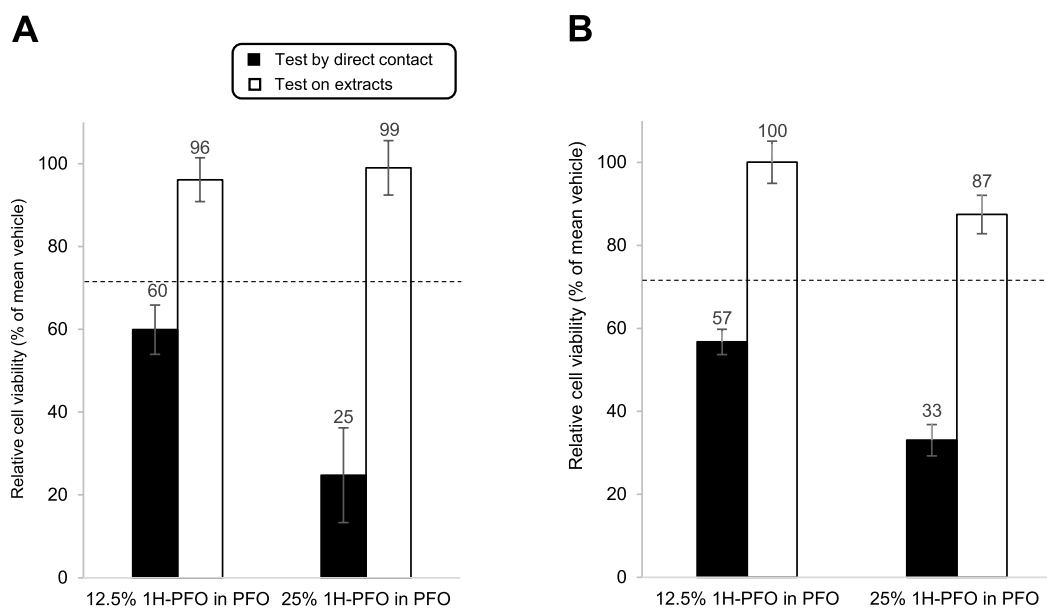 A
Test by direct contact
Test on extracts
Relative cell viability (% of mean vehicle)
100
80
60
40
20
0
96
99
60
25
12.5% 1H-PFO in PFO
25% 1H-PFO in PFO
B
Relative cell viability (% of mean vehicle)
100
80
60
40
20
0
100
87
57
33
12.5% 1H-PFO in PFO
25% 1H-PFO in PFO